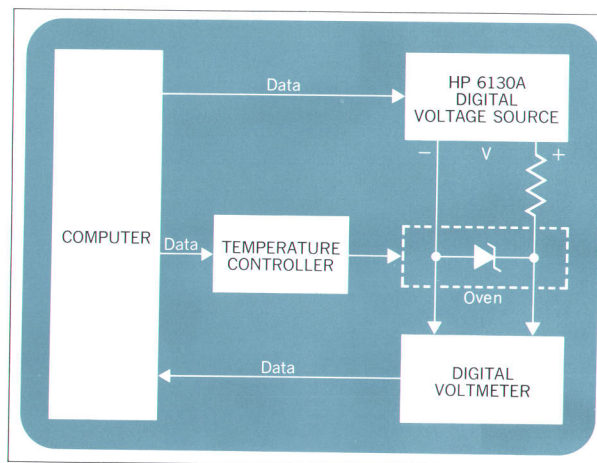 Data
HP 6130A
DIGITAL
VOLTAGE SOURCE
− V +
COMPUTER
Data
TEMPERATURE
CONTROLLER
Oven
Data
DIGITAL
VOLTMETER